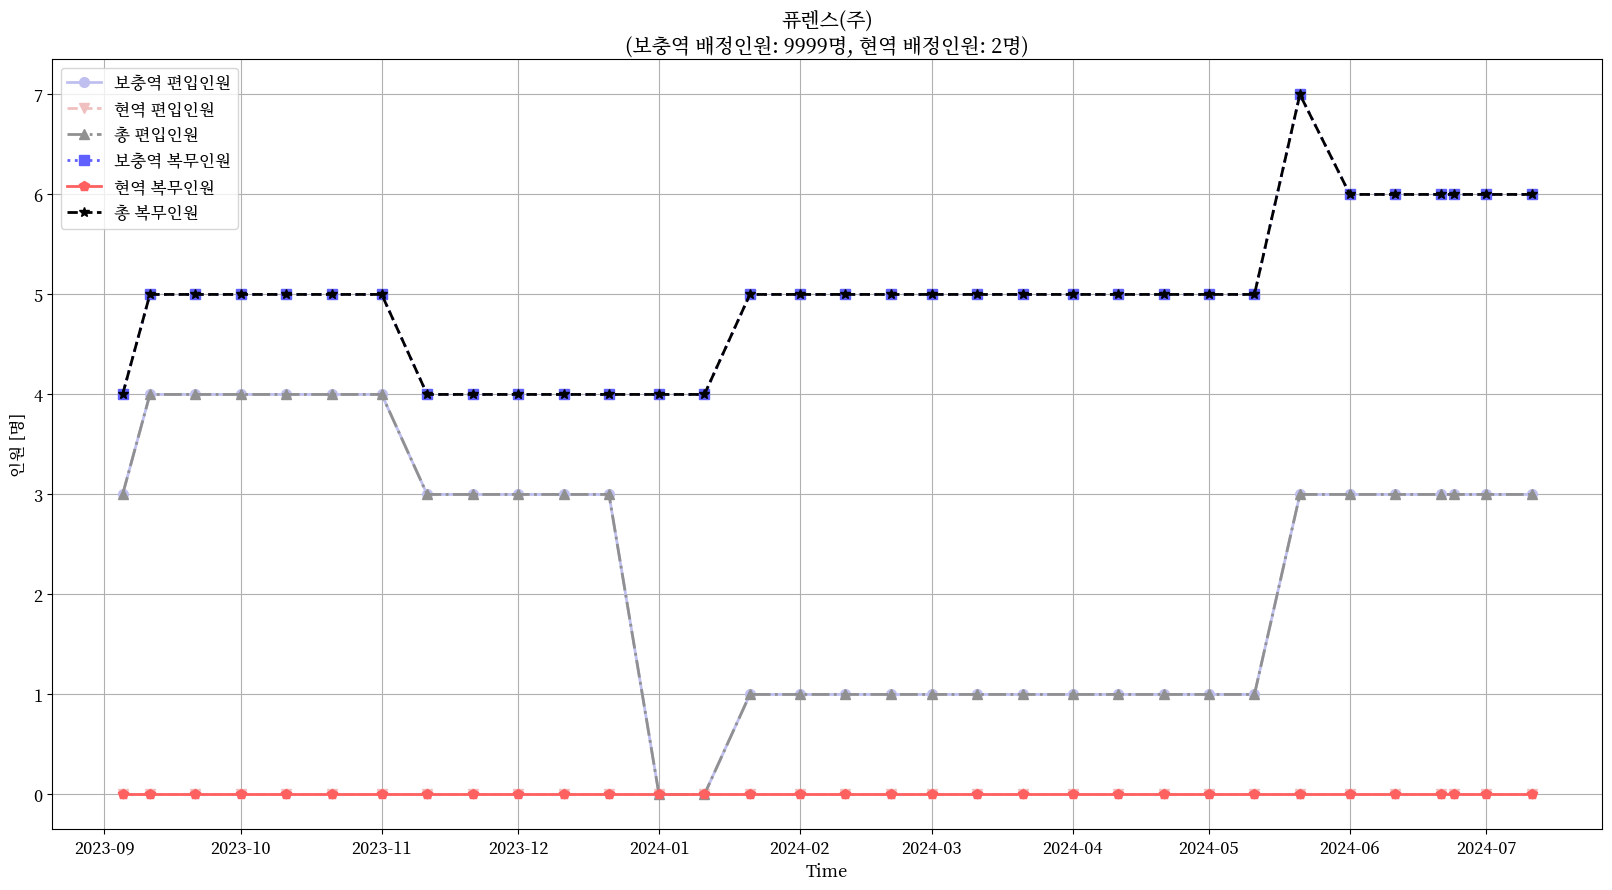 퓨렌스(주)
(보충역 배정인원: 9999명, 현역 배정인원: 2명)
보충역 편입인원
현역 편입인원
총 편입인원
보충역 복무인원
현역 복무인원
총 복무인원
인원 [명]
7
6
5
4
3
2
1
0
2023-09 2023-10 2023-11 2023-12 2024-01 2024-02 2024-03 2024-04 2024-05 2024-06 2024-07
Time